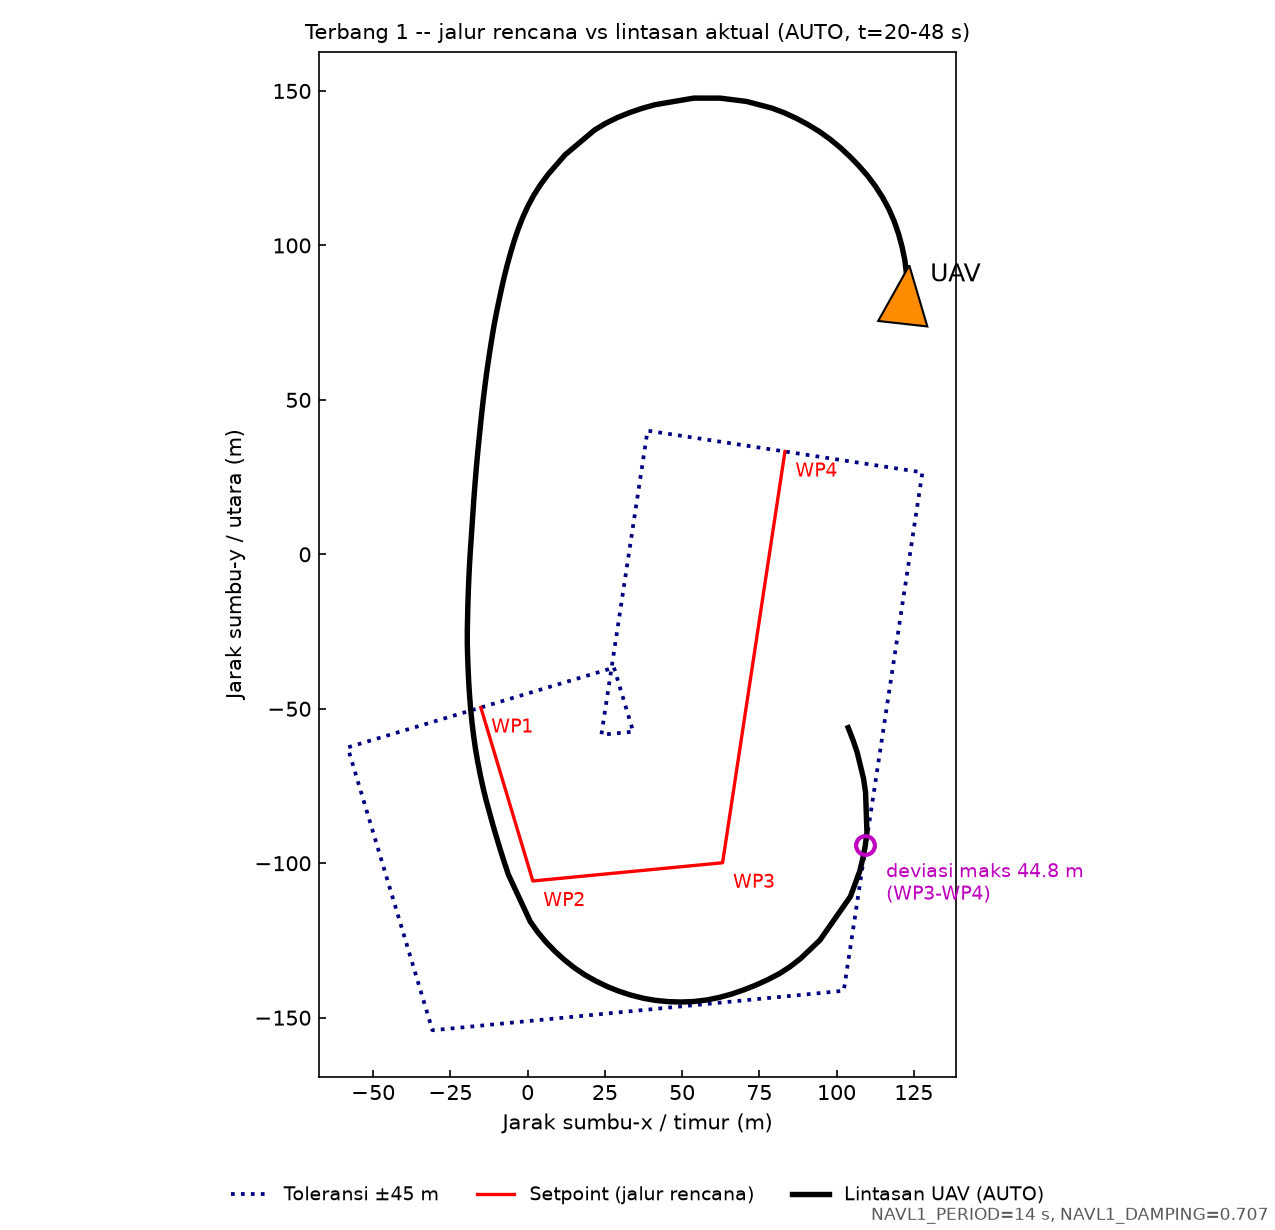 Terbang 1 -- jalur rencana vs lintasan aktual (AUTO, t=20-48 s)
150
100
50
0
−50
−100
−150
Jarak sumbu-y / utara (m)
UAV
WP4
WP1
WP2
WP3
deviasi maks 44.8 m
(WP3-WP4)
−50
−25
0
25
50
75
100
125
Jarak sumbu-x / timur (m)
Toleransi ±45 m
Setpoint (jalur rencana)
Lintasan UAV (AUTO)
NAVL1_PERIOD=14 s, NAVL1_DAMPING=0.707